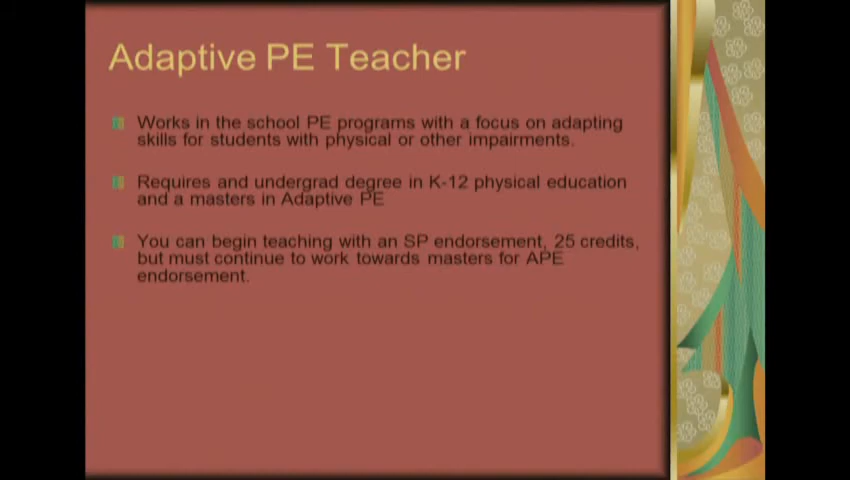 Adaptive PE Teacher
Works in the school PE programs with a focus on adapting
skills for students with physical or other impairments.
Requires and undergrad degree in K-12 physical education
and a masters in Adaptive PE
You can begin teaching with an SP endorsement, 25 credits,
but must continue to work towards masters for APE
endorsement.